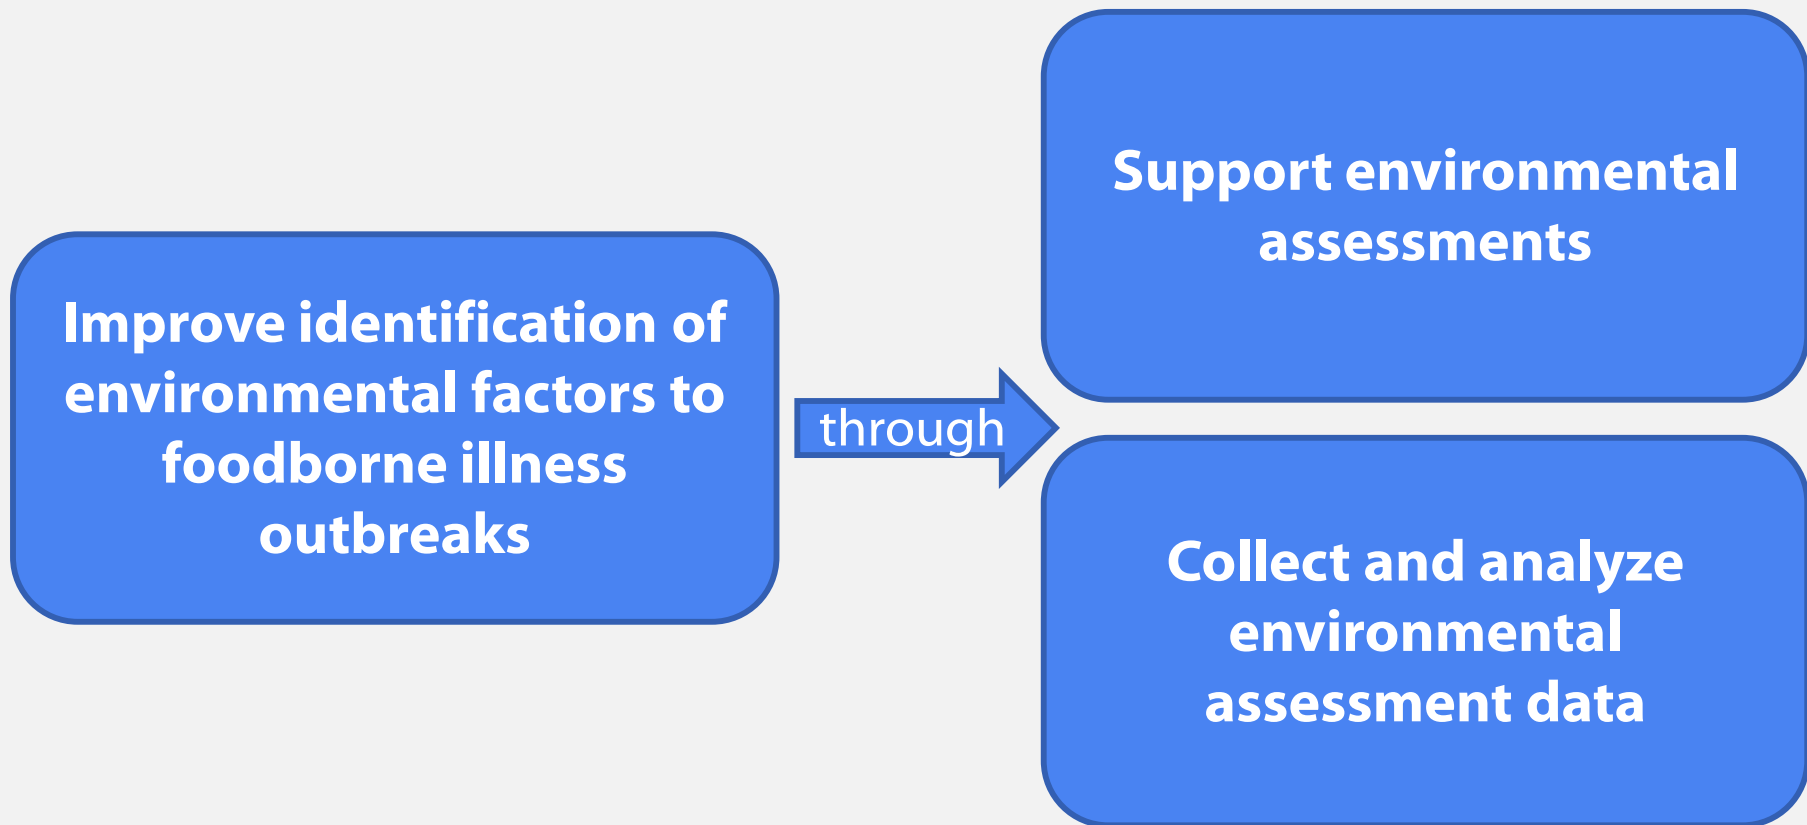 Improve identification of
environmental factors to
foodborne illness
outbreaks
through
Support environmental
assessments
Collect and analyze
environmental
assessment data